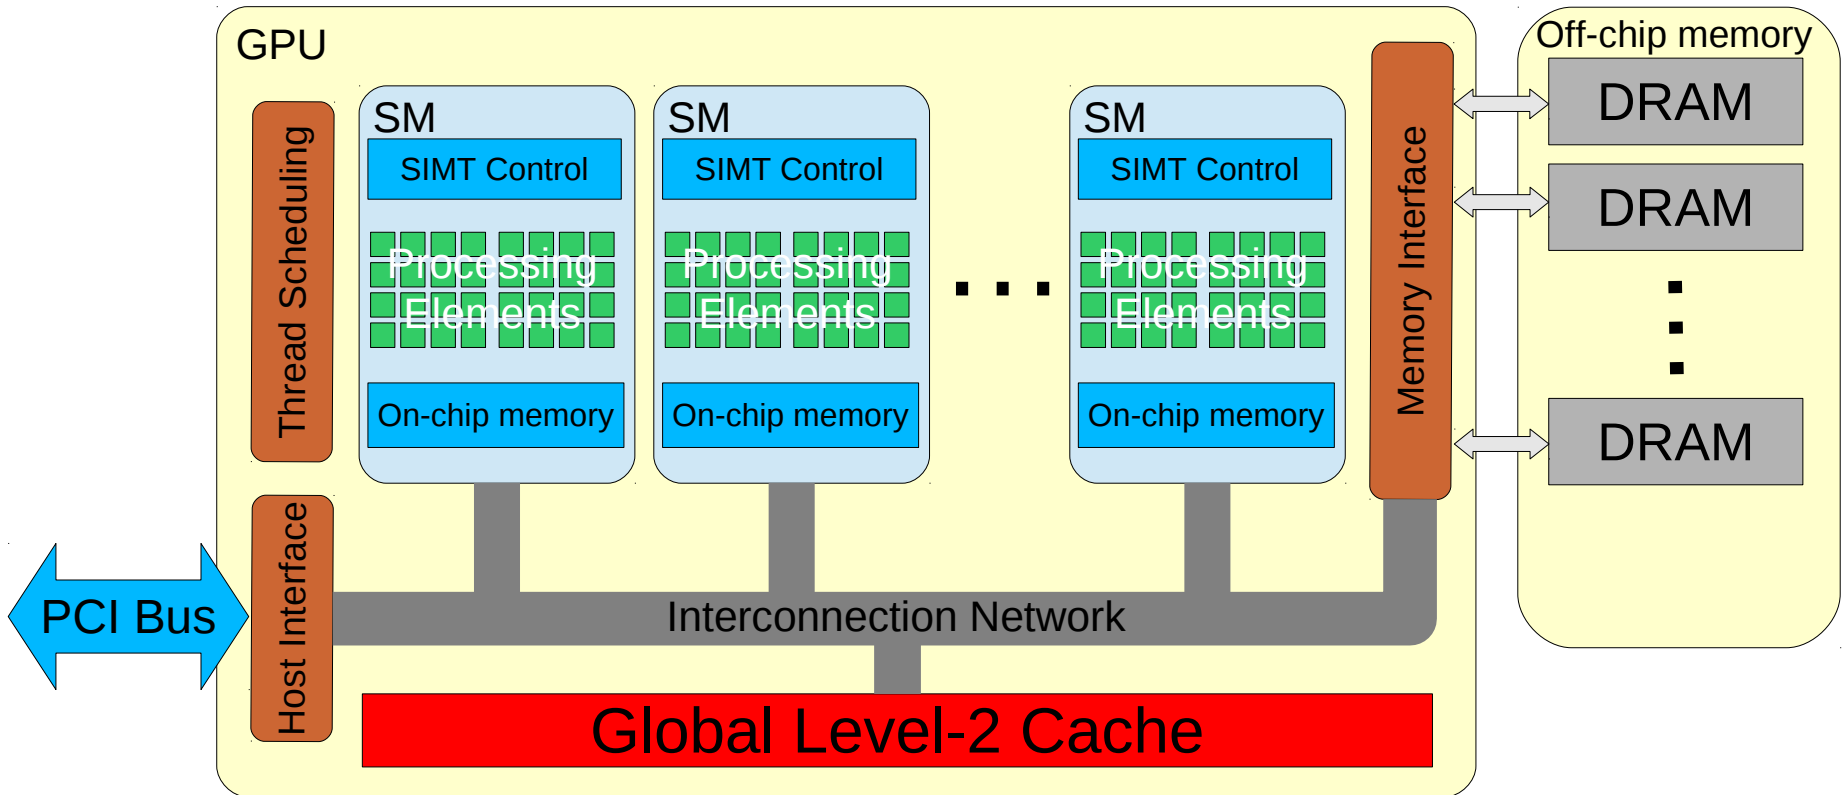 GPU
Off-chip memory
Thread Scheduling
SM
SIMT Control
Processing
Elements
On-chip memory
SM
SIMT Control
Processing
Elements
On-chip memory
SM
SIMT Control
Processing
Elements
On-chip memory
Memory Interface
DRAM
DRAM
DRAM
PCI Bus
Host Interface
Interconnection Network
Global Level-2 Cache